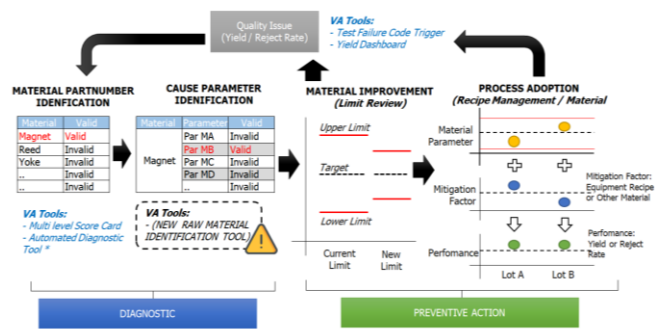 Quality Issue
(Yield / Reject Rate)
VA Tools:
- Test Failure Code Trigger
- Yield Dashboard
MATERIAL PARTNUMBER
IDENFICATION
Material Valid
Magnet Valid
Reed Invalid
Yoke Invalid
.. Invalid
.. Invalid
VA Tools:
- Multi level Score Card
- Automated Diagnostic
Tool *
CAUSE PARAMETER
IDENIFICATION
Material Parameter Valid
Magnet
Par MA Invalid
Par MB Valid
Par MC Invalid
Par MD Invalid
.. Invalid
VA Tools:
- (NEW RAW MATERIAL
IDENTIFICATION TOOL)
MATERIAL IMPROVEMENT
(Limit Review)
Upper Limit
Target
Lower Limit
Current
Limit
New
Limit
PROCESS ADOPTION
(Recipe Management / Material
Material
Parameter
Mitigation
Factor
Mitigation Factor:
Equipment Recipe
or Other Material
Perfomance
Perfomance:
Yield or Reject
Rate
Lot A Lot B
DIAGNOSTIC
PREVENTIVE ACTION